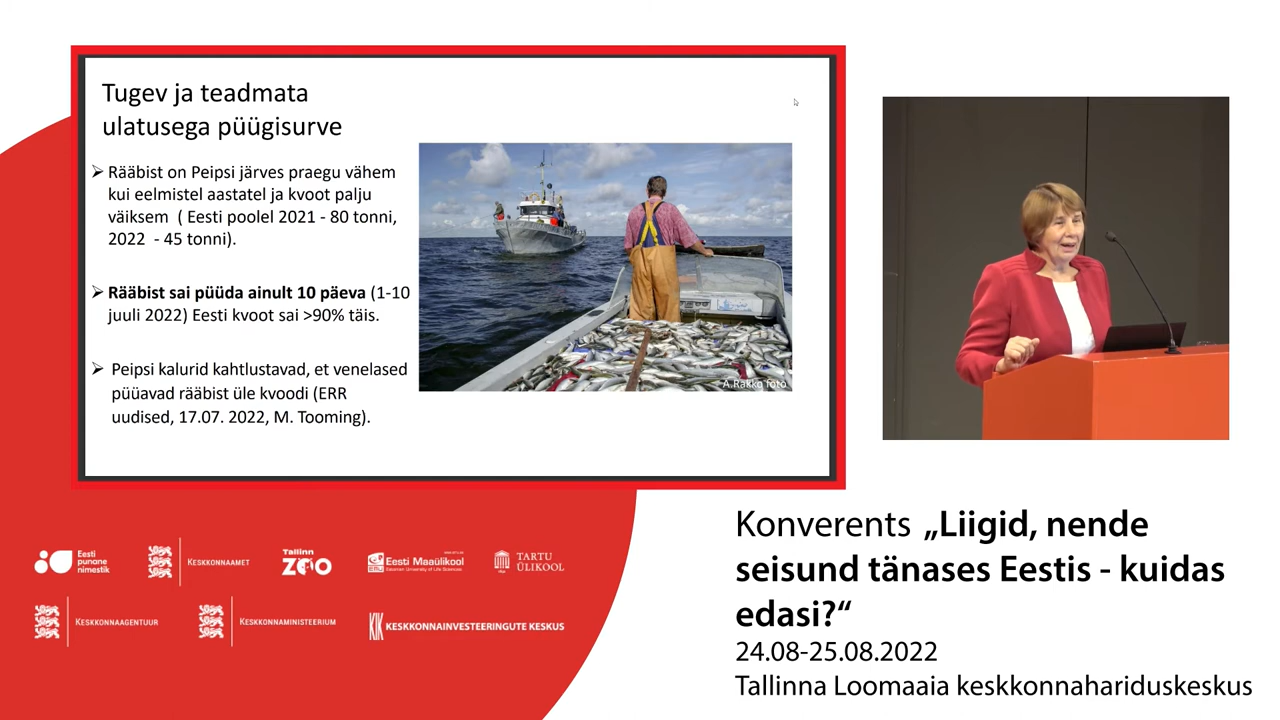 Tugev ja teadmata
ulatusega püügisurve
Rääbist on Peipsi järves praegu vähem
kui eelmistel aastatel ja kvoot palju
väiksem ( Eesti poolel 2021 - 80 tonni,
2022 - 45 tonni).
Rääbist sai püüda ainult 10 päeva (1-10
juuli 2022) Eesti kvoot sai >90% täis.
Peipsi kalurid kahtlustavad, et venelased
püüavad rääbist üle kvoodi (ERR
uudised, 17.07. 2022, M. Tooming).
A.Rakko foto
Konverents „Liigid, nende
seisund tänases Eestis - kuidas
edasi?“
24.08-25.08.2022
Tallinna Loomaaia keskkonnahariduskeskus
Eesti
punane
nimestik
KESKKONNAAMET
Tallinn
ZOO
EMÜ
Eesti Maaülikool
Estonian University of Life Sciences
TARTU
ÜLIKOOL
KESKKONNAAGENTUUR
KESKKONNAMINISTEERIUM
KIK
KESKKONNAINVESTEERINGUTE KESKUS